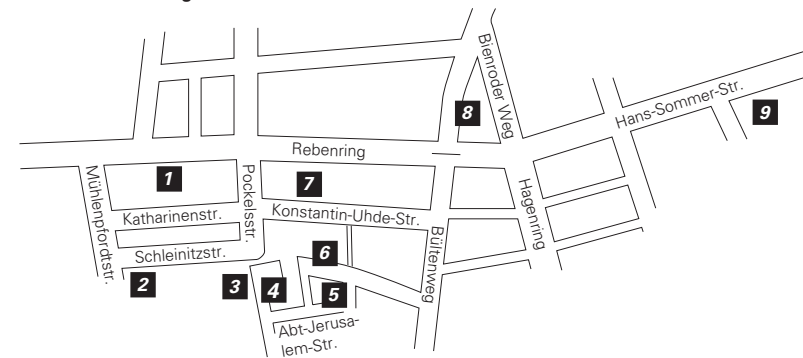 Bienroder Weg
8
Hans-Sommer-Str.
9
Rebenring
1
7
Mühlenpfordtstr.
Pockelsstr.
Hagenring
Katharinenstr.
Konstantin-Uhde-Str.
Schleinitzstr.
Bültenweg
6
2
3
4
5
Abt-Jerusa-
lem-Str.